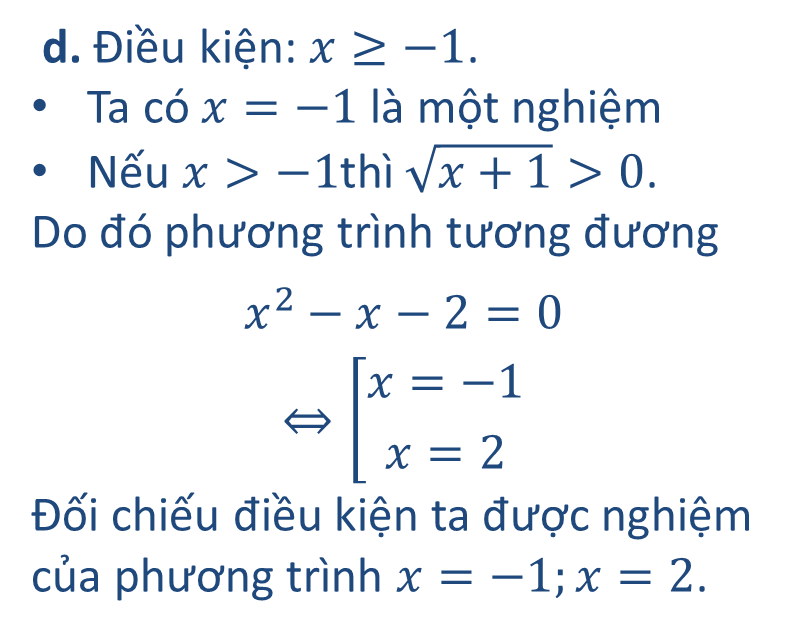 d. Điều kiện: x ≥ −1.
• Ta có x = −1 là một nghiệm
• Nếu x > −1thì √(x + 1) > 0.
Do đó phương trình tương đương
x² − x − 2 = 0
⇔ [x = −1
x = 2
Đối chiếu điều kiện ta được nghiệm
của phương trình x = −1; x = 2.